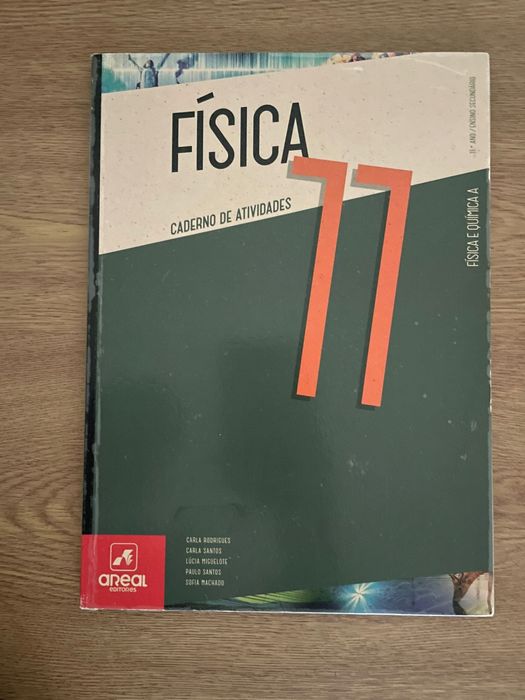 FÍSICA
11
CADERNO DE ATIVIDADES
FÍSICA E QUÍMICA A
11.º ANO / ENSINO SECUNDÁRIO
CARLA RODRIGUES
CARLA SANTOS
LÚCIA MIGUELOTE
PAULO SANTOS
SOFIA MACHADO
AREAL
EDITORES